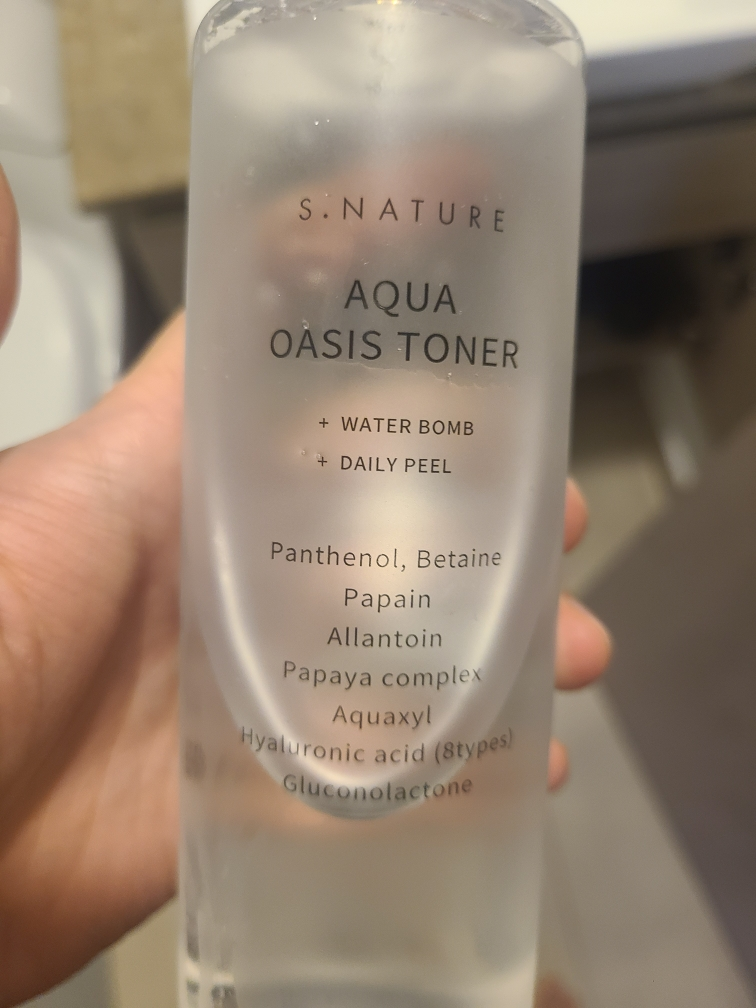 S.NATURE
AQUA
OASIS TONER
+ WATER BOMB
+ DAILY PEEL
Panthenol, Betaine
Papain
Allantoin
Papaya complex
Aquaxyl
Hyaluronic acid (8types)
Gluconolactone